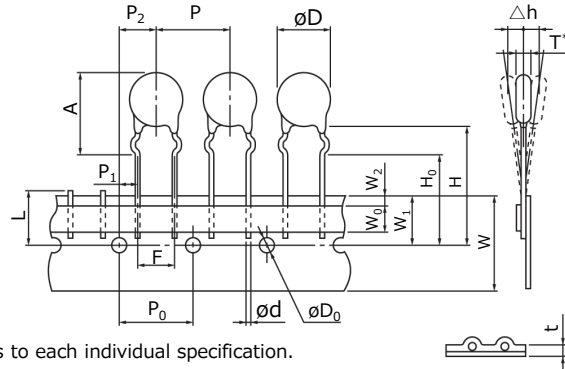 P₂
P
øD
△h
T*
A
P₁
L
F
P₀
ød
øD₀
W₂
W₀
W₁
H₀
H
W
t
s to each individual specification.